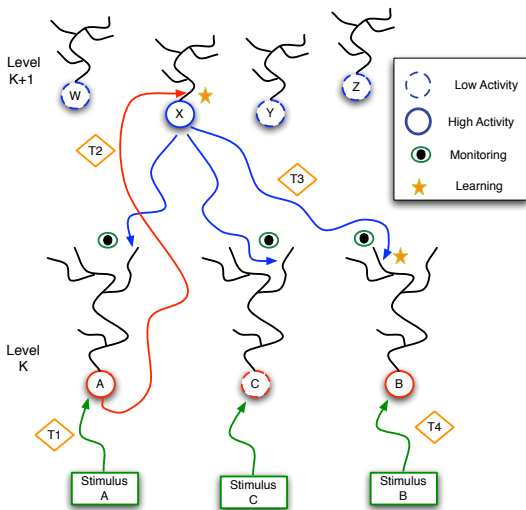 Level
K+1
W
X
Y
Z
Low Activity
High Activity
Monitoring
Learning
T2
T3
Level
K
A
C
B
T1
T4
Stimulus
A
Stimulus
C
Stimulus
B